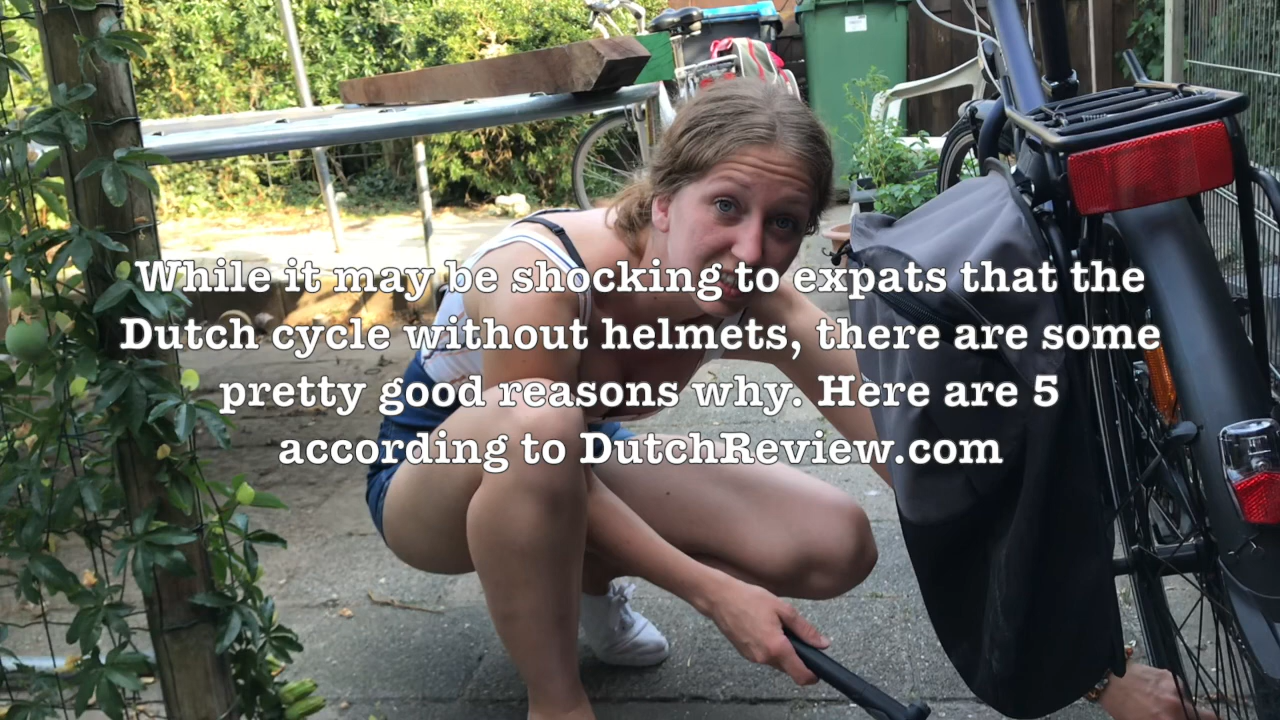 While it may be shocking to expats that the
Dutch cycle without helmets, there are some
pretty good reasons why. Here are 5
according to DutchReview.com